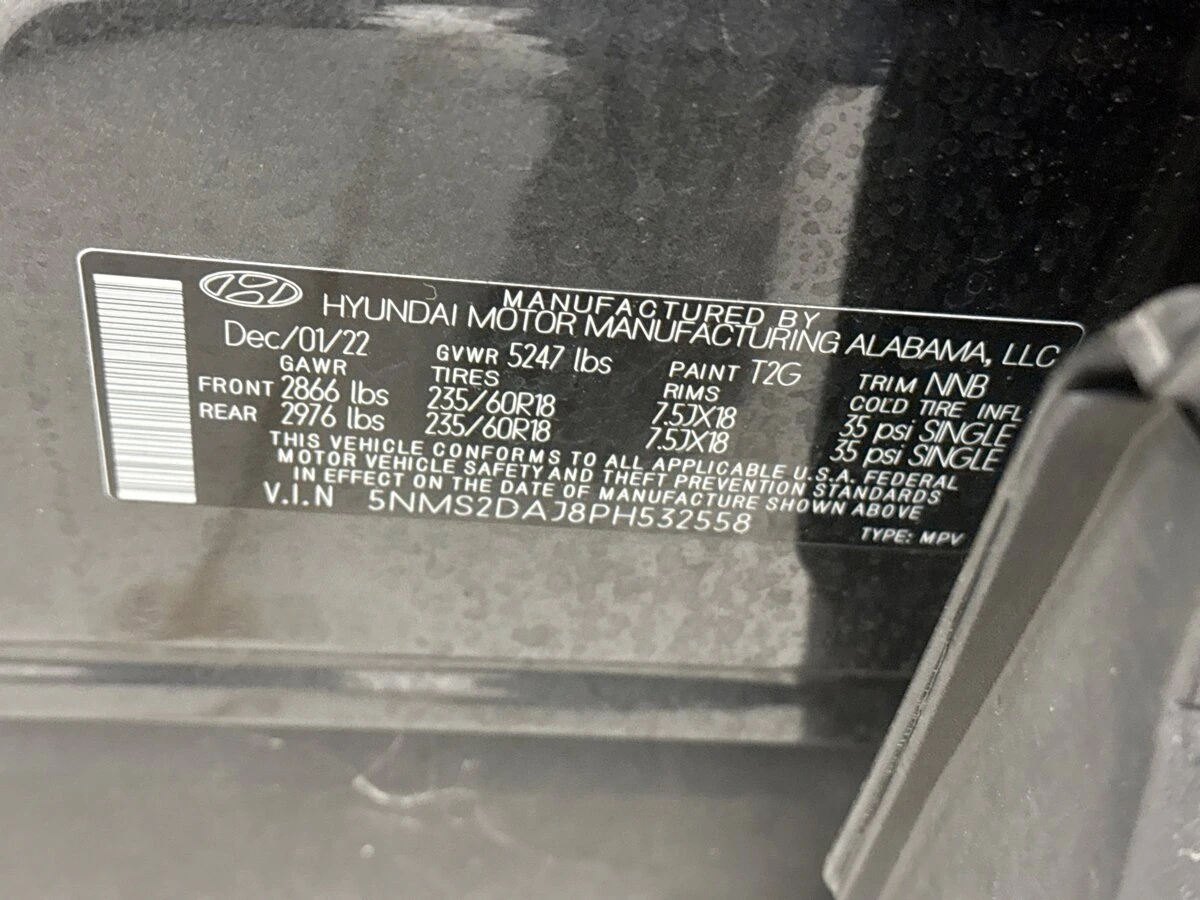 MANUFACTURED BY
HYUNDAI MOTOR MANUFACTURING ALABAMA, LLC
Dec/01/22 GVWR 5247 lbs PAINT T2G TRIM NNB
GAWR TIRES RIMS COLD TIRE INFL
FRONT 2866 lbs 235/60R18 7.5JX18 35 psi SINGLE
REAR 2976 lbs 235/60R18 7.5JX18 35 psi SINGLE
THIS VEHICLE CONFORMS TO ALL APPLICABLE U.S.A. FEDERAL
MOTOR VEHICLE SAFETY AND THEFT PREVENTION STANDARDS
IN EFFECT ON THE DATE OF MANUFACTURE SHOWN ABOVE
V.I.N 5NMS2DAJ8PH532558
TYPE: MPV